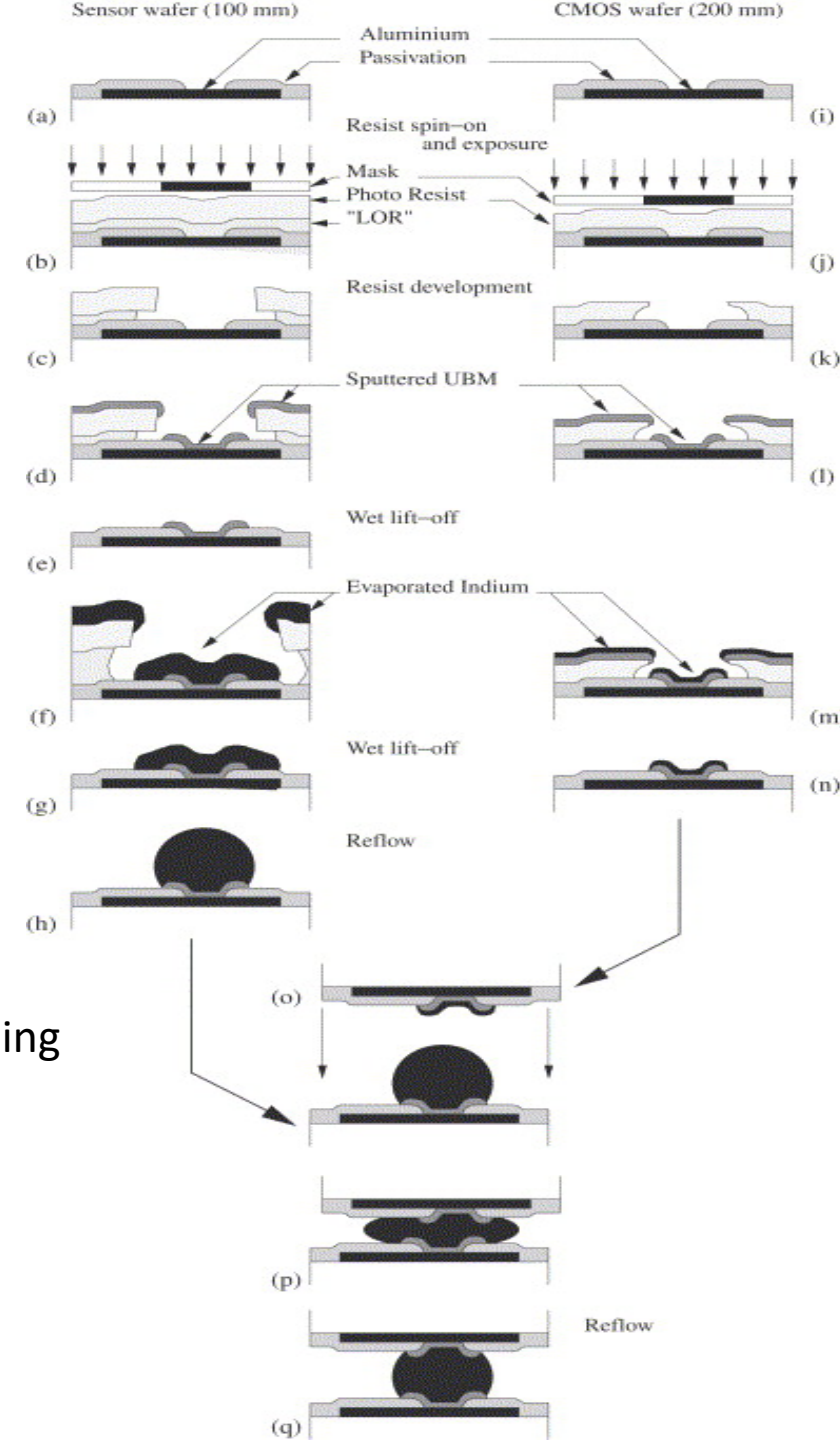 Sensor wafer (100 mm)
CMOS wafer (200 mm)
Aluminium
Passivation
(a)
(i)
Resist spin−on
and exposure
Mask
Photo Resist
"LOR"
(b)
(j)
Resist development
(c)
(k)
Sputtered UBM
(d)
(l)
Wet lift−off
(e)
Evaporated Indium
(f)
(m
Wet lift−off
(g)
(n)
Reflow
(h)
(o)
ing
(p)
Reflow
(q)